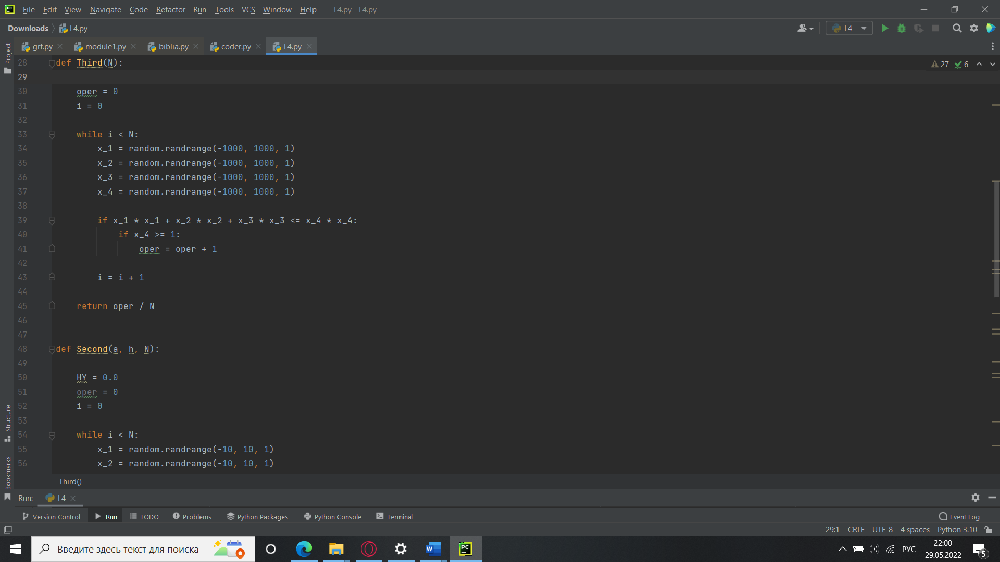 PC File Edit View Navigate Code Refactor Run Tools VCS Window Help L4.py - L4.py
Downloads L4.py L4
grf.py module1.py biblia.py coder.py L4.py
Project
27 6
28 def Third(N):
29
30 oper = 0
31 i = 0
32
33 while i < N:
34 x_1 = random.randrange(-1000, 1000, 1)
35 x_2 = random.randrange(-1000, 1000, 1)
36 x_3 = random.randrange(-1000, 1000, 1)
37 x_4 = random.randrange(-1000, 1000, 1)
38
39 if x_1 * x_1 + x_2 * x_2 + x_3 * x_3 <= x_4 * x_4:
40 if x_4 >= 1:
41 oper = oper + 1
42
43 i = i + 1
44
45 return oper / N
46
47
48 def Second(a, h, N):
49
50 HY = 0.0
51 oper = 0
52 i = 0
53
54 while i < N:
55 x_1 = random.randrange(-10, 10, 1)
56 x_2 = random.randrange(-10, 10, 1)
Structure
Bookmarks
Third()
Run: L4
Version Control Run TODO Problems Python Packages Python Console Terminal Event Log
29:1 CRLF UTF-8 4 spaces Python 3.10
Введите здесь текст для поиска
W
PC
РУС
22:00
29.05.2022
5